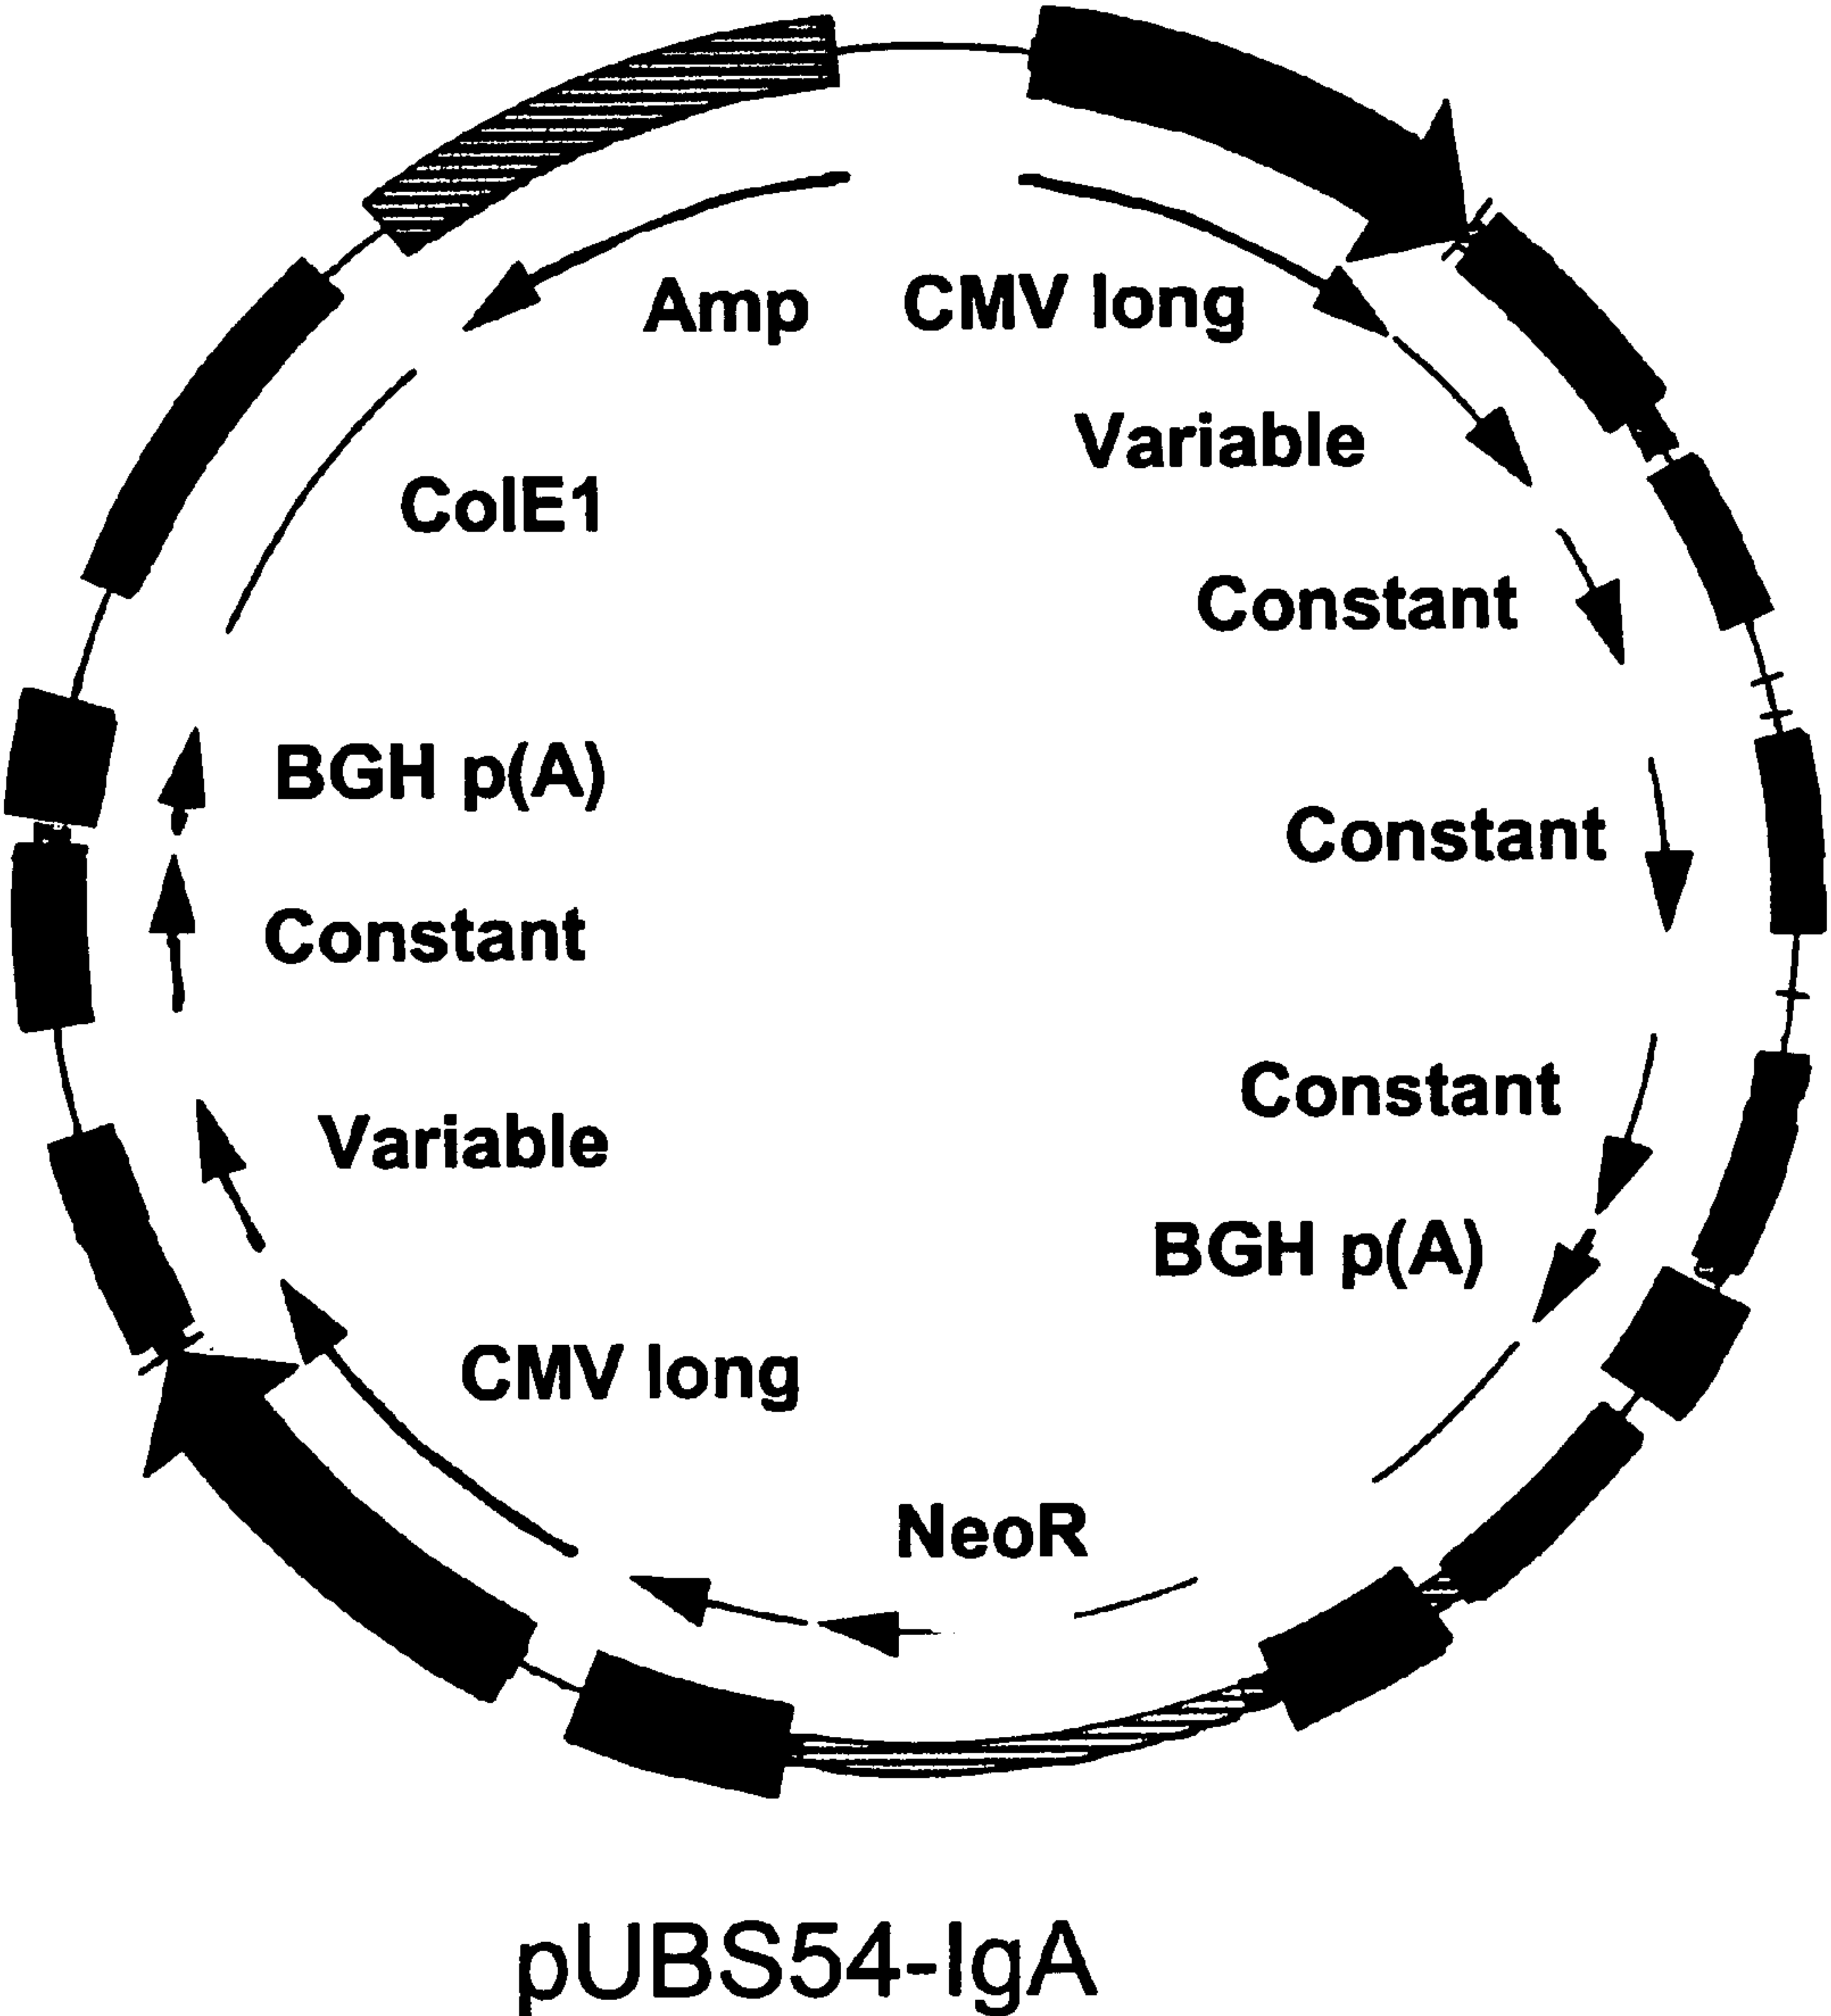 Amp
CMV long
Variable
ColE1
Constant
BGH p(A)
Constant
Constant
Constant
Variable
BGH p(A)
CMV long
NeoR
pUBS54-IgA